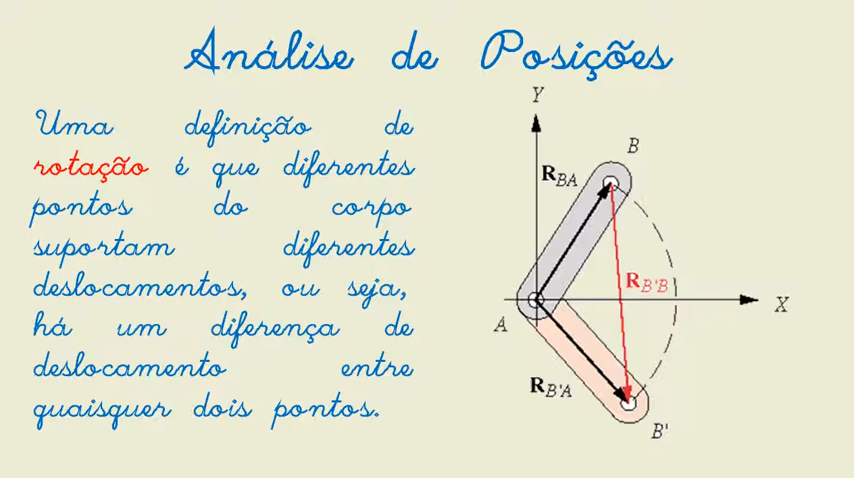 Análise de Posições
Uma definição de
rotação é que diferentes
pontos do corpo
suportam diferentes
deslocamentos, ou seja,
há um diferença de
deslocamento entre
quaisquer dois pontos.
Y
B
R_BA
R_B'B
X
A
R_B'A
B'